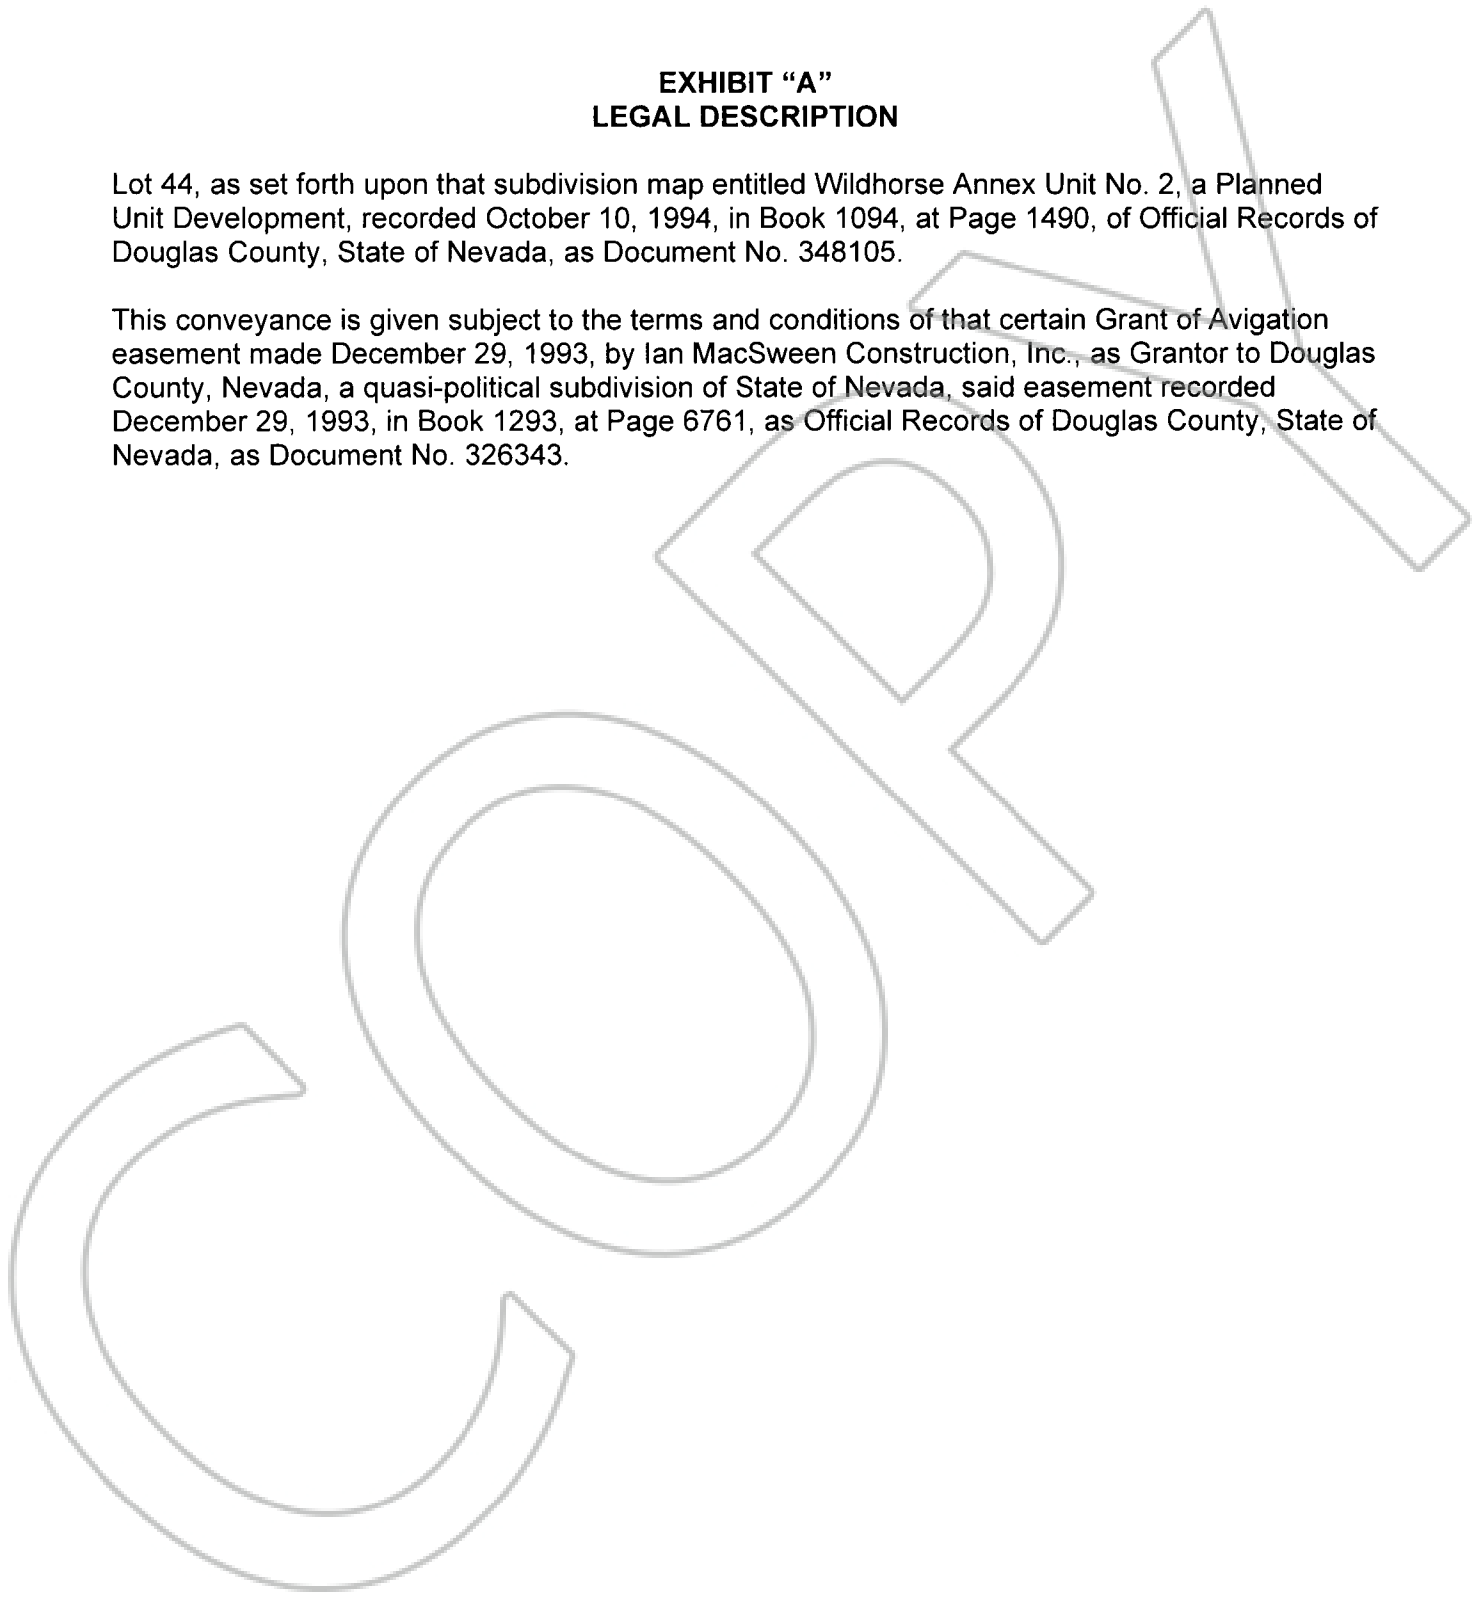 EXHIBIT “A”
LEGAL DESCRIPTION
Lot 44, as set forth upon that subdivision map entitled Wildhorse Annex Unit No. 2, a Planned
Unit Development, recorded October 10, 1994, in Book 1094, at Page 1490, of Official Records of
Douglas County, State of Nevada, as Document No. 348105.
This conveyance is given subject to the terms and conditions of that certain Grant of Avigation
easement made December 29, 1993, by Ian MacSween Construction, Inc., as Grantor to Douglas
County, Nevada, a quasi-political subdivision of State of Nevada, said easement recorded
December 29, 1993, in Book 1293, at Page 6761, as Official Records of Douglas County, State of
Nevada, as Document No. 326343.
COPY